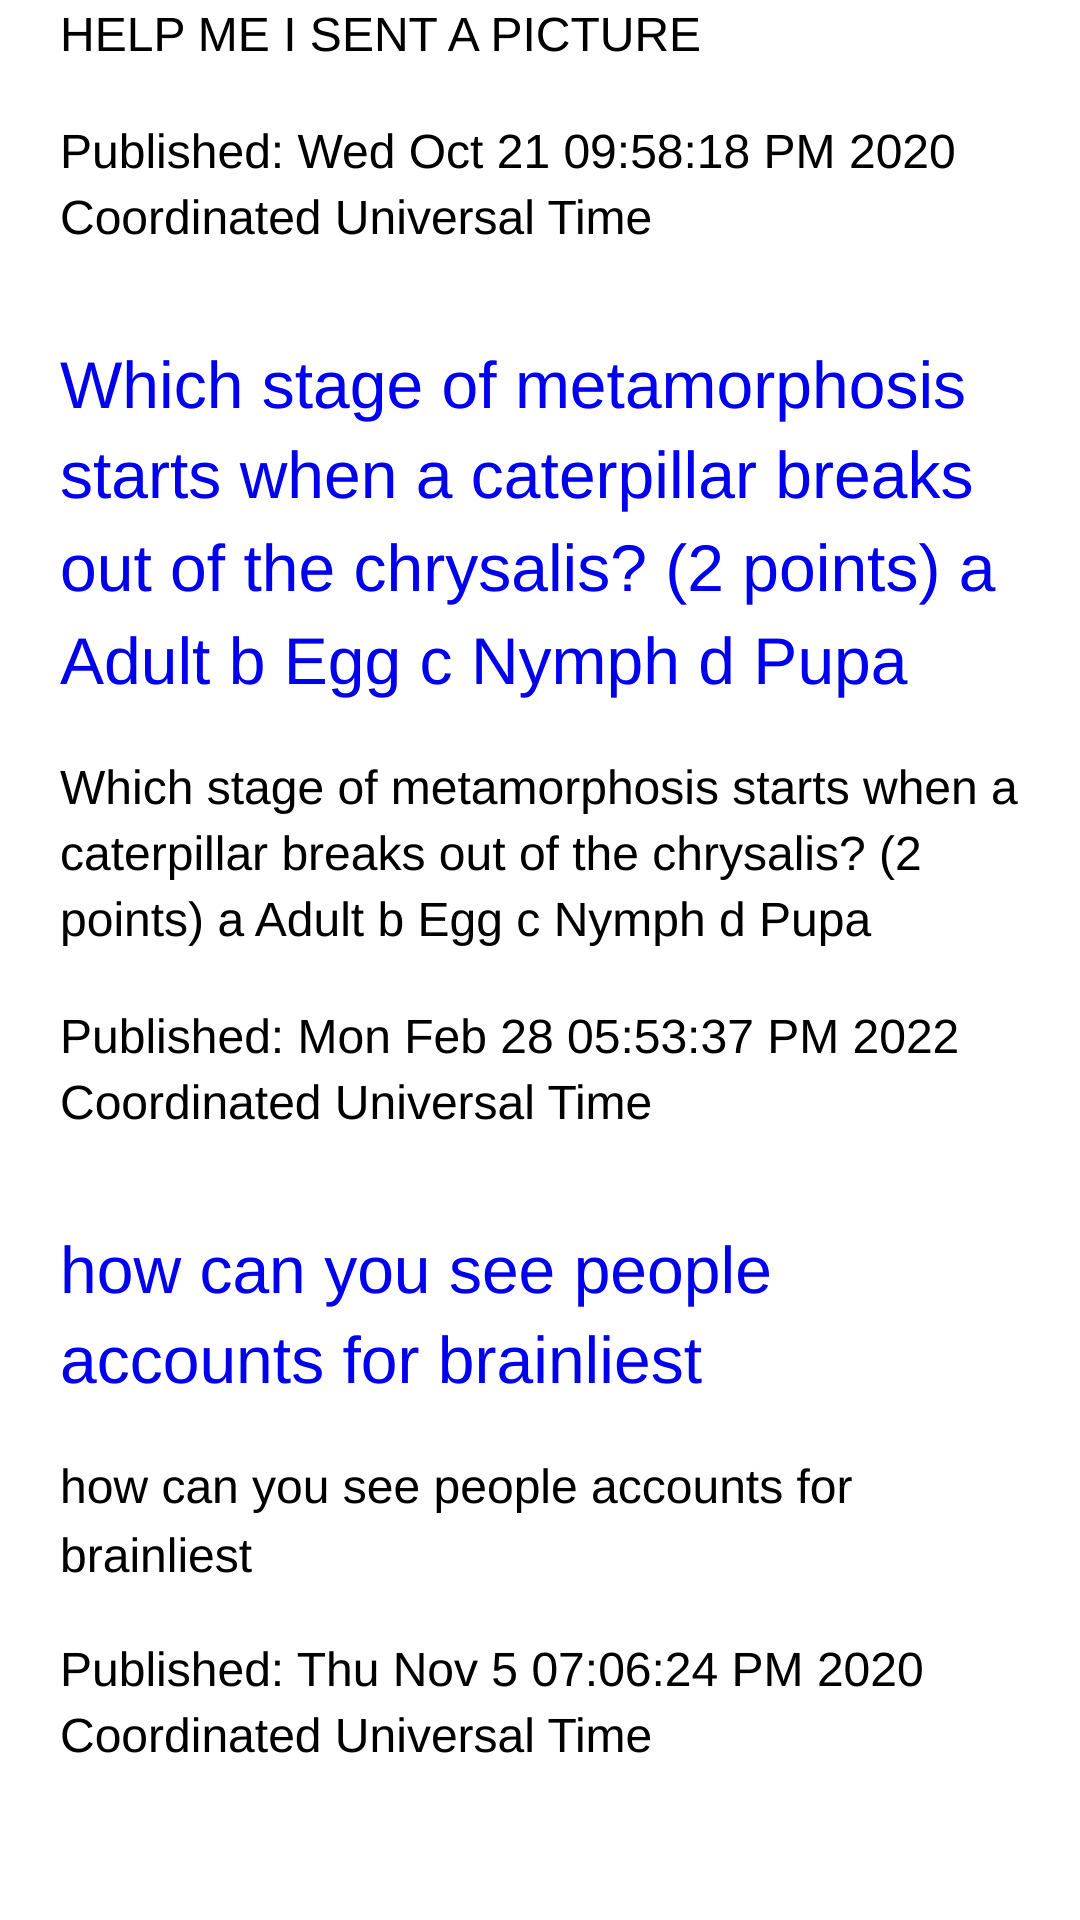 HELP ME I SENT A PICTURE
Published: Wed Oct 21 09:58:18 PM 2020
Coordinated Universal Time
Which stage of metamorphosis
starts when a caterpillar breaks
out of the chrysalis? (2 points) a
Adult b Egg c Nymph d Pupa
Which stage of metamorphosis starts when a
caterpillar breaks out of the chrysalis? (2
points) a Adult b Egg c Nymph d Pupa
Published: Mon Feb 28 05:53:37 PM 2022
Coordinated Universal Time
how can you see people
accounts for brainliest
how can you see people accounts for
brainliest
Published: Thu Nov 5 07:06:24 PM 2020
Coordinated Universal Time